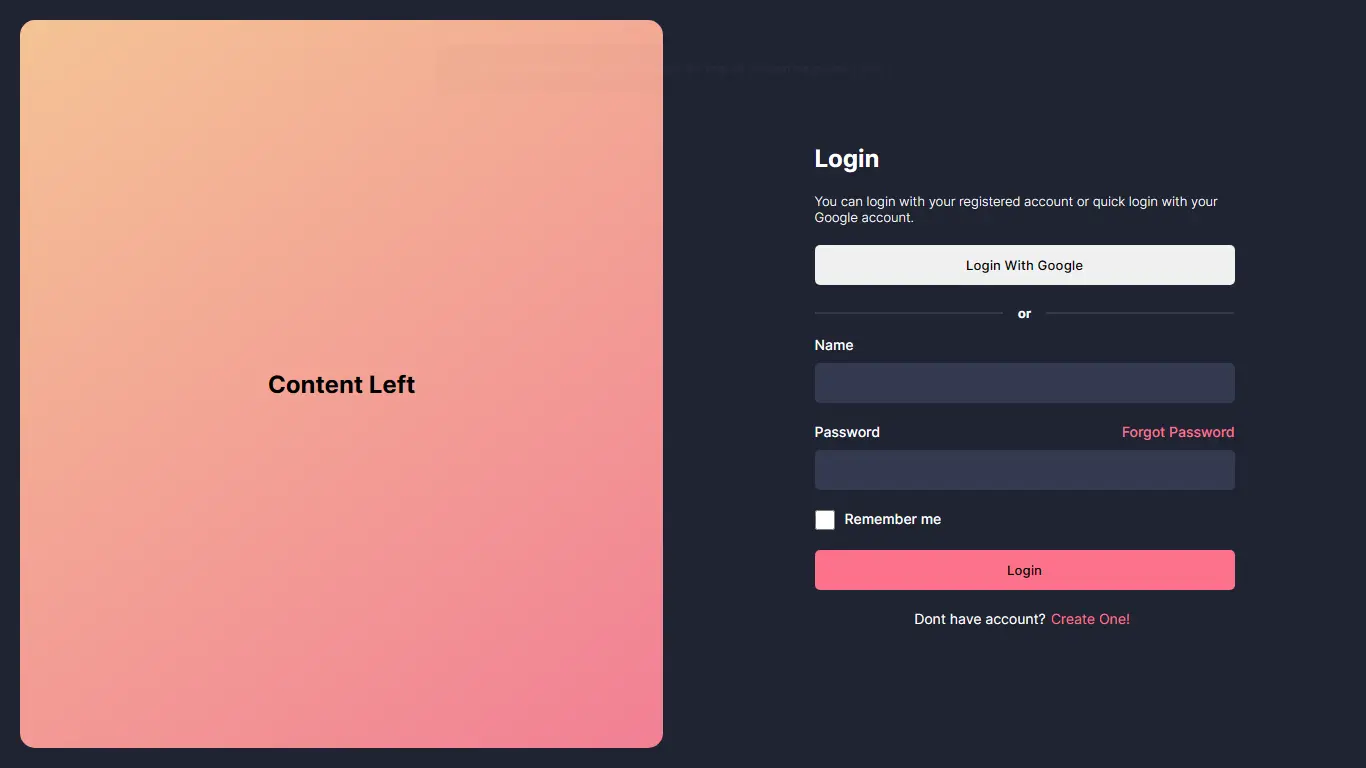 Content Left
Login
You can login with your registered account or quick login with your
Google account.
Login With Google
or
Name
Password
Forgot Password
Remember me
Login
Dont have account? Create One!